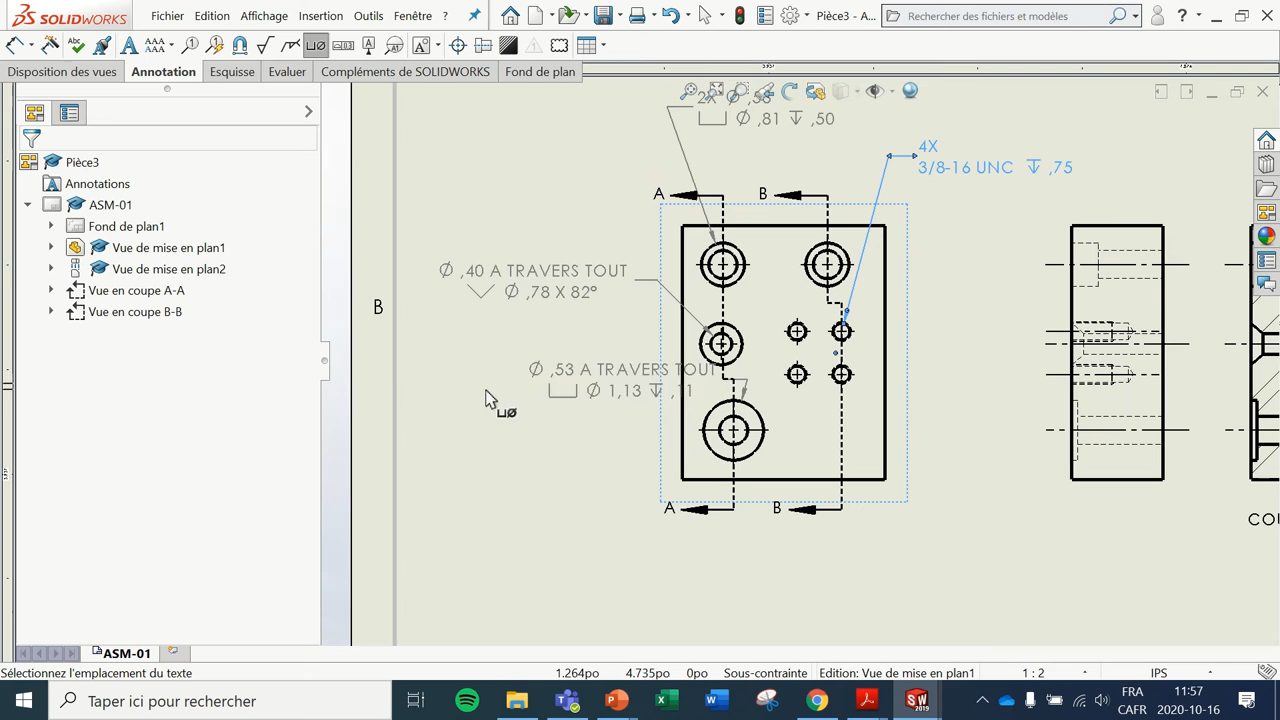 SOLIDWORKS
Fichier Edition Affichage Insertion Outils Fenêtre ?
Pièce3 - A...
Rechercher des fichiers et modèles
Disposition des vues Annotation Esquisse Evaluer Compléments de SOLIDWORKS Fond de plan
Pièce3
Annotations
ASM-01
Fond de plan1
Vue de mise en plan1
Vue de mise en plan2
Vue en coupe A-A
Vue en coupe B-B
2X Ø ,58
⌴ Ø ,81 ↧ ,50
4X
3/8-16 UNC ↧ ,75
A B
Ø ,40 A TRAVERS TOUT
⌵ Ø ,78 X 82°
B
Ø ,53 A TRAVERS TOUT
⌴ Ø 1,13 ↧ ,11
A B
ASM-01
Sélectionnez l'emplacement du texte 1.264po 4.735po 0po Sous-contrainte Edition: Vue de mise en plan1 1 : 2 IPS
Taper ici pour rechercher
FRA
CAFR
11:57
2020-10-16